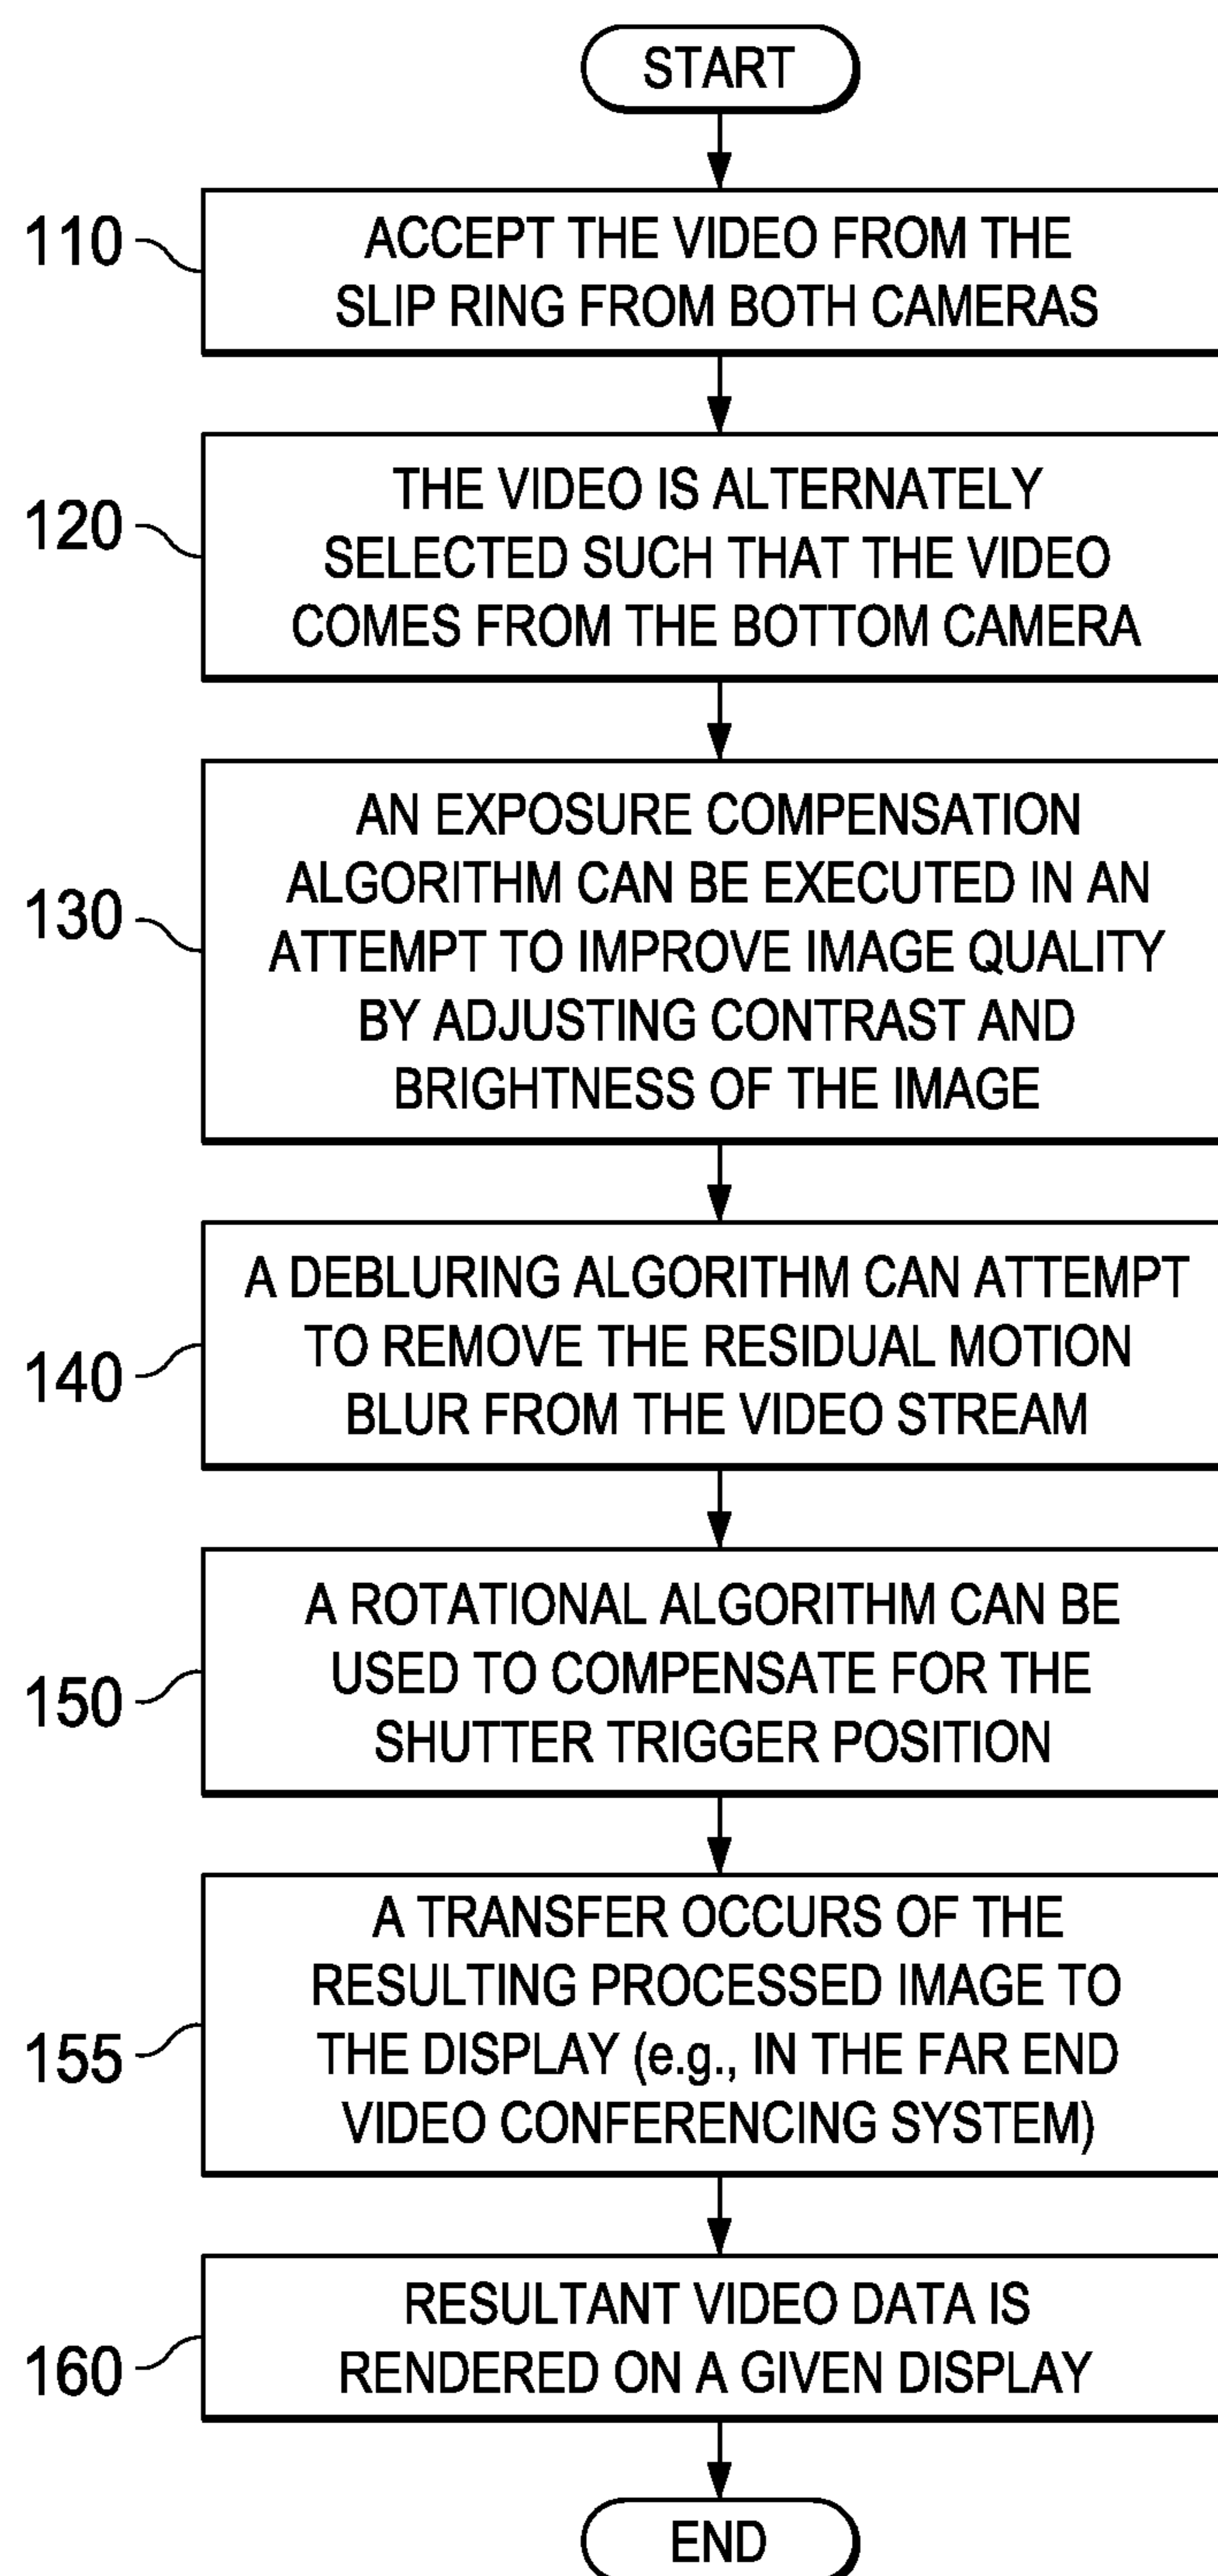 START
110
ACCEPT THE VIDEO FROM THE
SLIP RING FROM BOTH CAMERAS
120
THE VIDEO IS ALTERNATELY
SELECTED SUCH THAT THE VIDEO
COMES FROM THE BOTTOM CAMERA
130
AN EXPOSURE COMPENSATION
ALGORITHM CAN BE EXECUTED IN AN
ATTEMPT TO IMPROVE IMAGE QUALITY
BY ADJUSTING CONTRAST AND
BRIGHTNESS OF THE IMAGE
140
A DEBLURING ALGORITHM CAN ATTEMPT
TO REMOVE THE RESIDUAL MOTION
BLUR FROM THE VIDEO STREAM
150
A ROTATIONAL ALGORITHM CAN BE
USED TO COMPENSATE FOR THE
SHUTTER TRIGGER POSITION
155
A TRANSFER OCCURS OF THE
RESULTING PROCESSED IMAGE TO
THE DISPLAY (e.g., IN THE FAR END
VIDEO CONFERENCING SYSTEM)
160
RESULTANT VIDEO DATA IS
RENDERED ON A GIVEN DISPLAY
END